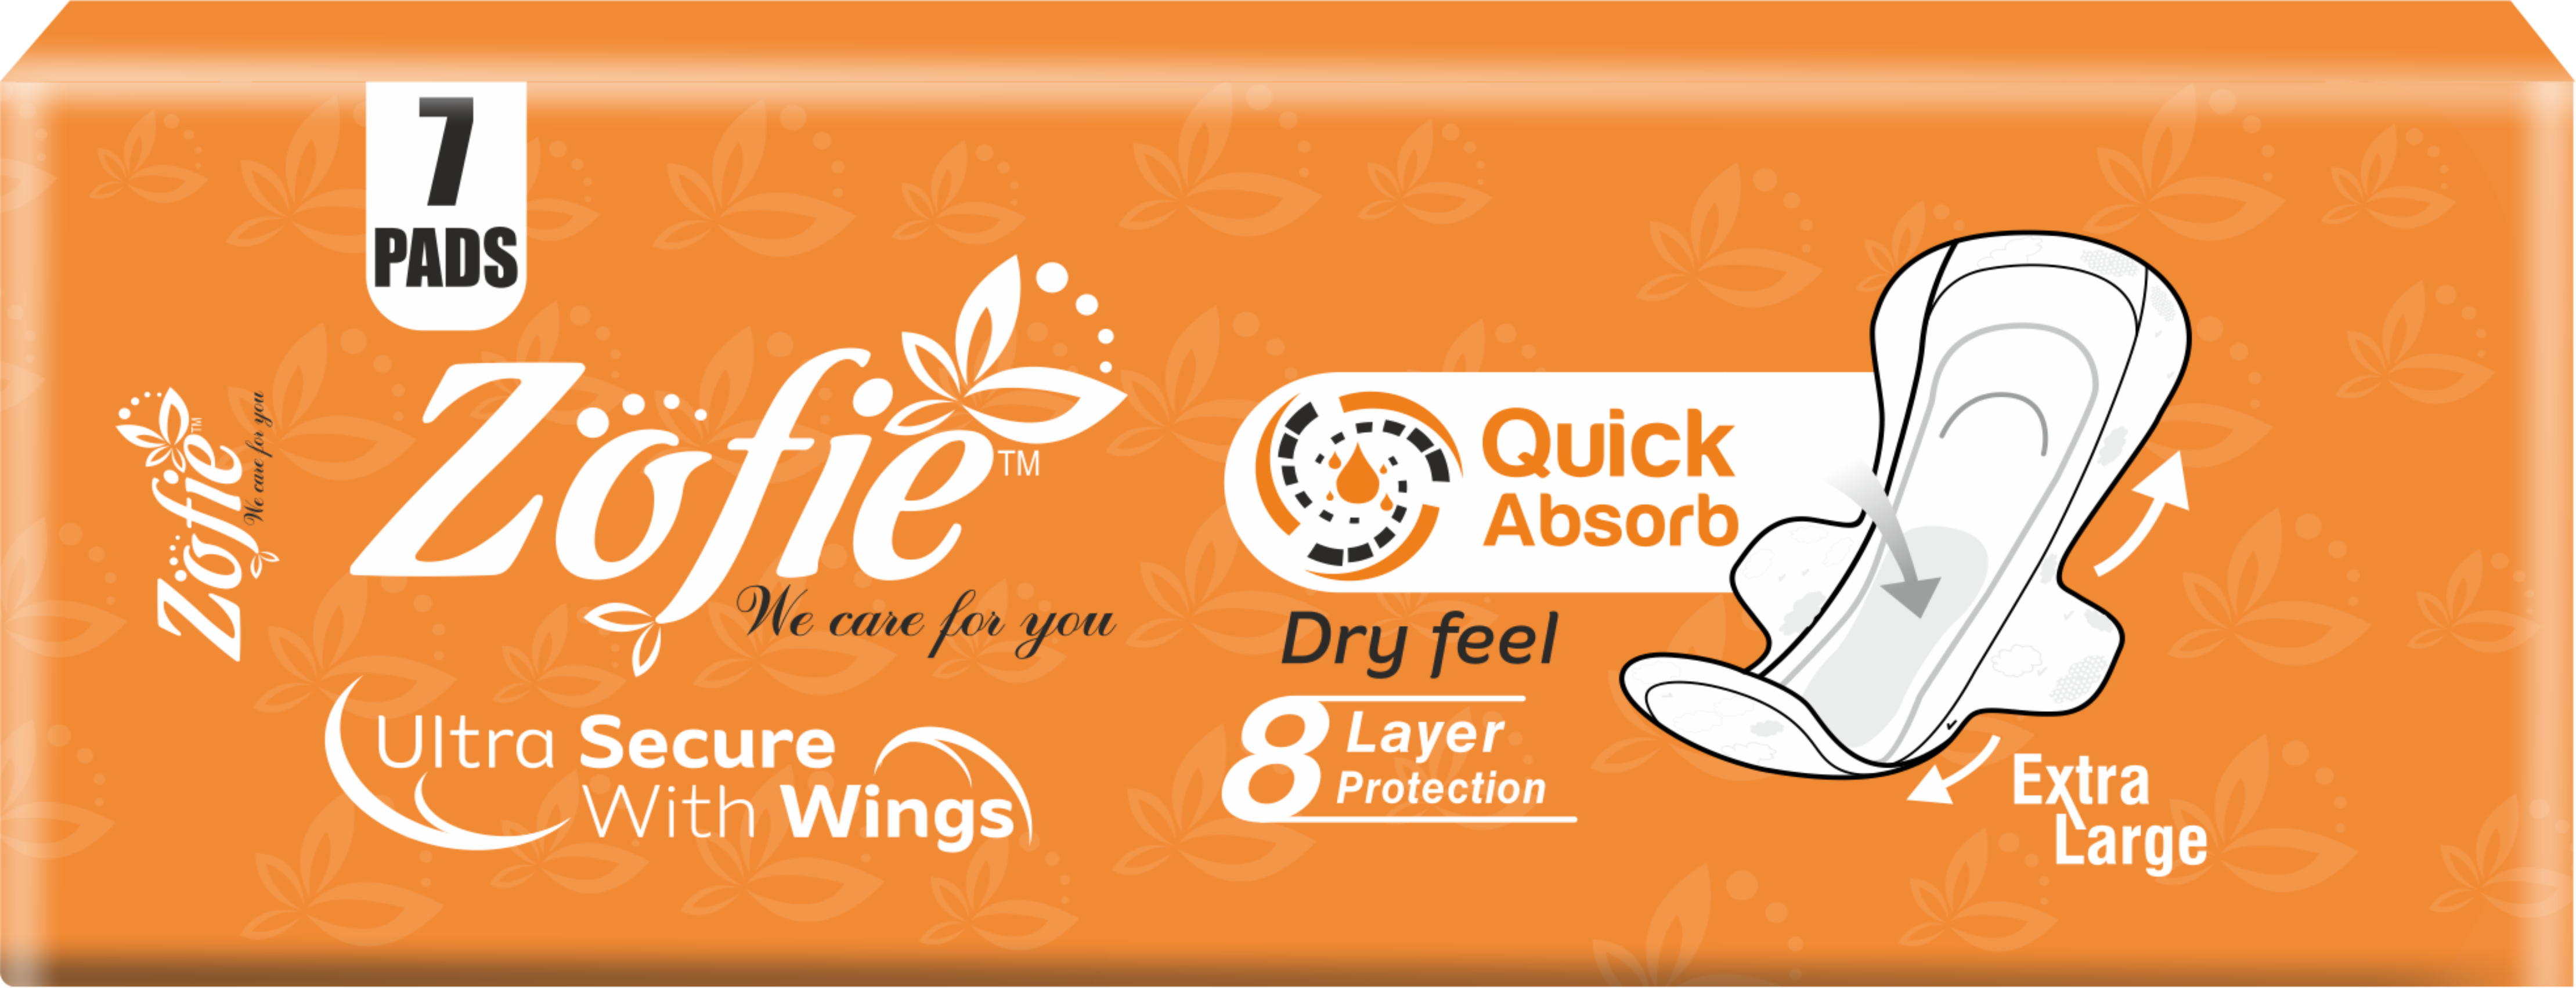 7
PADS
Zofie™
We care for you
Zofie™
We care for you
Ultra Secure
With Wings
Quick
Absorb
Dry feel
8 Layer
Protection
Extra
Large